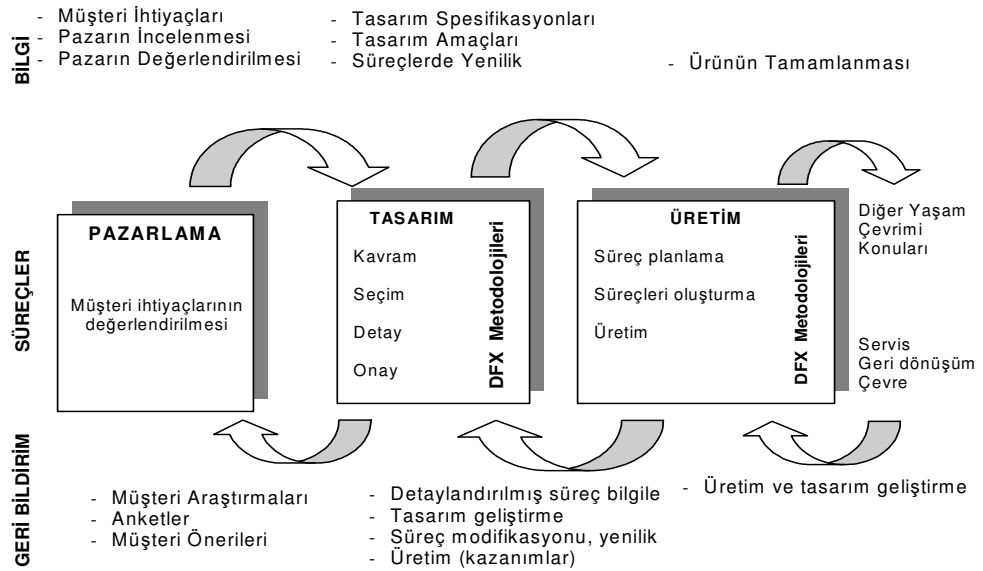 BİLGİ
- Müşteri İhtiyaçları
- Pazarın İncelenmesi
- Pazarın Değerlendirilmesi
- Tasarım Spesifikasyonları
- Tasarım Amaçları
- Süreçlerde Yenilik
- Ürünün Tamamlanması
SÜREÇLER
PAZARLAMA
Müşteri ihtiyaçlarının
değerlendirilmesi
TASARIM
Kavram
Seçim
Detay
Onay
DFX Metodolojileri
ÜRETİM
Süreç planlama
Süreçleri oluşturma
Üretim
DFX Metodolojileri
Diğer Yaşam
Çevrimi
Konuları
Servis
Geri dönüşüm
Çevre
GERİ BİLDİRİM
- Müşteri Araştırmaları
- Anketler
- Müşteri Önerileri
- Detaylandırılmış süreç bilgile
- Tasarım geliştirme
- Süreç modifikasyonu, yenilik
- Üretim (kazanımlar)
- Üretim ve tasarım geliştirme